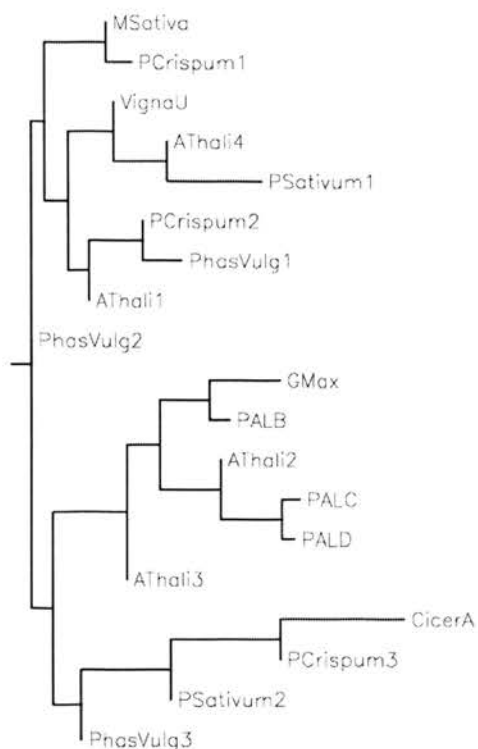 MSativa
PCrispum1
VignaU
AThali4
PSativum1
PCrispum2
PhasVulg1
AThali1
PhasVulg2
GMax
PALB
AThali2
PALC
PALD
AThali3
CicerA
PCrispum3
PSativum2
PhasVulg3